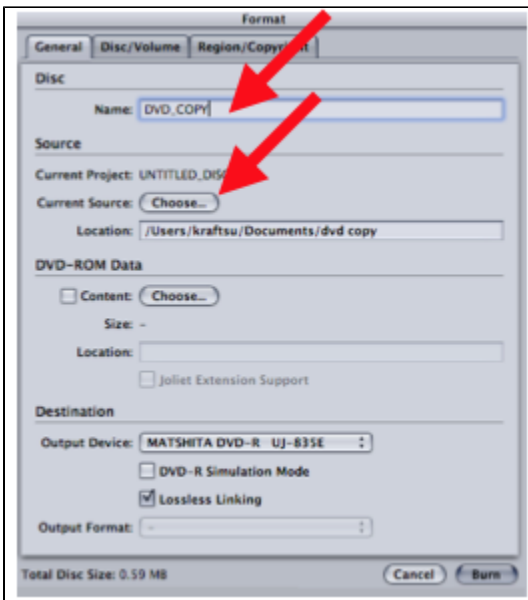 Format
General Disc/Volume Region/Copyri
Disc
Name: DVD_COPY
Source
Current Project: UNTITLED_DISC
Current Source: Choose...
Location: /Users/kraftsu/Documents/dvd copy
DVD-ROM Data
Content: Choose...
Size: -
Location:
Joliet Extension Support
Destination
Output Device: MATSHITA DVD-R UJ-835E
DVD-R Simulation Mode
Lossless Linking
Output Format: -
Total Disc Size: 0.59 MB Cancel Burn